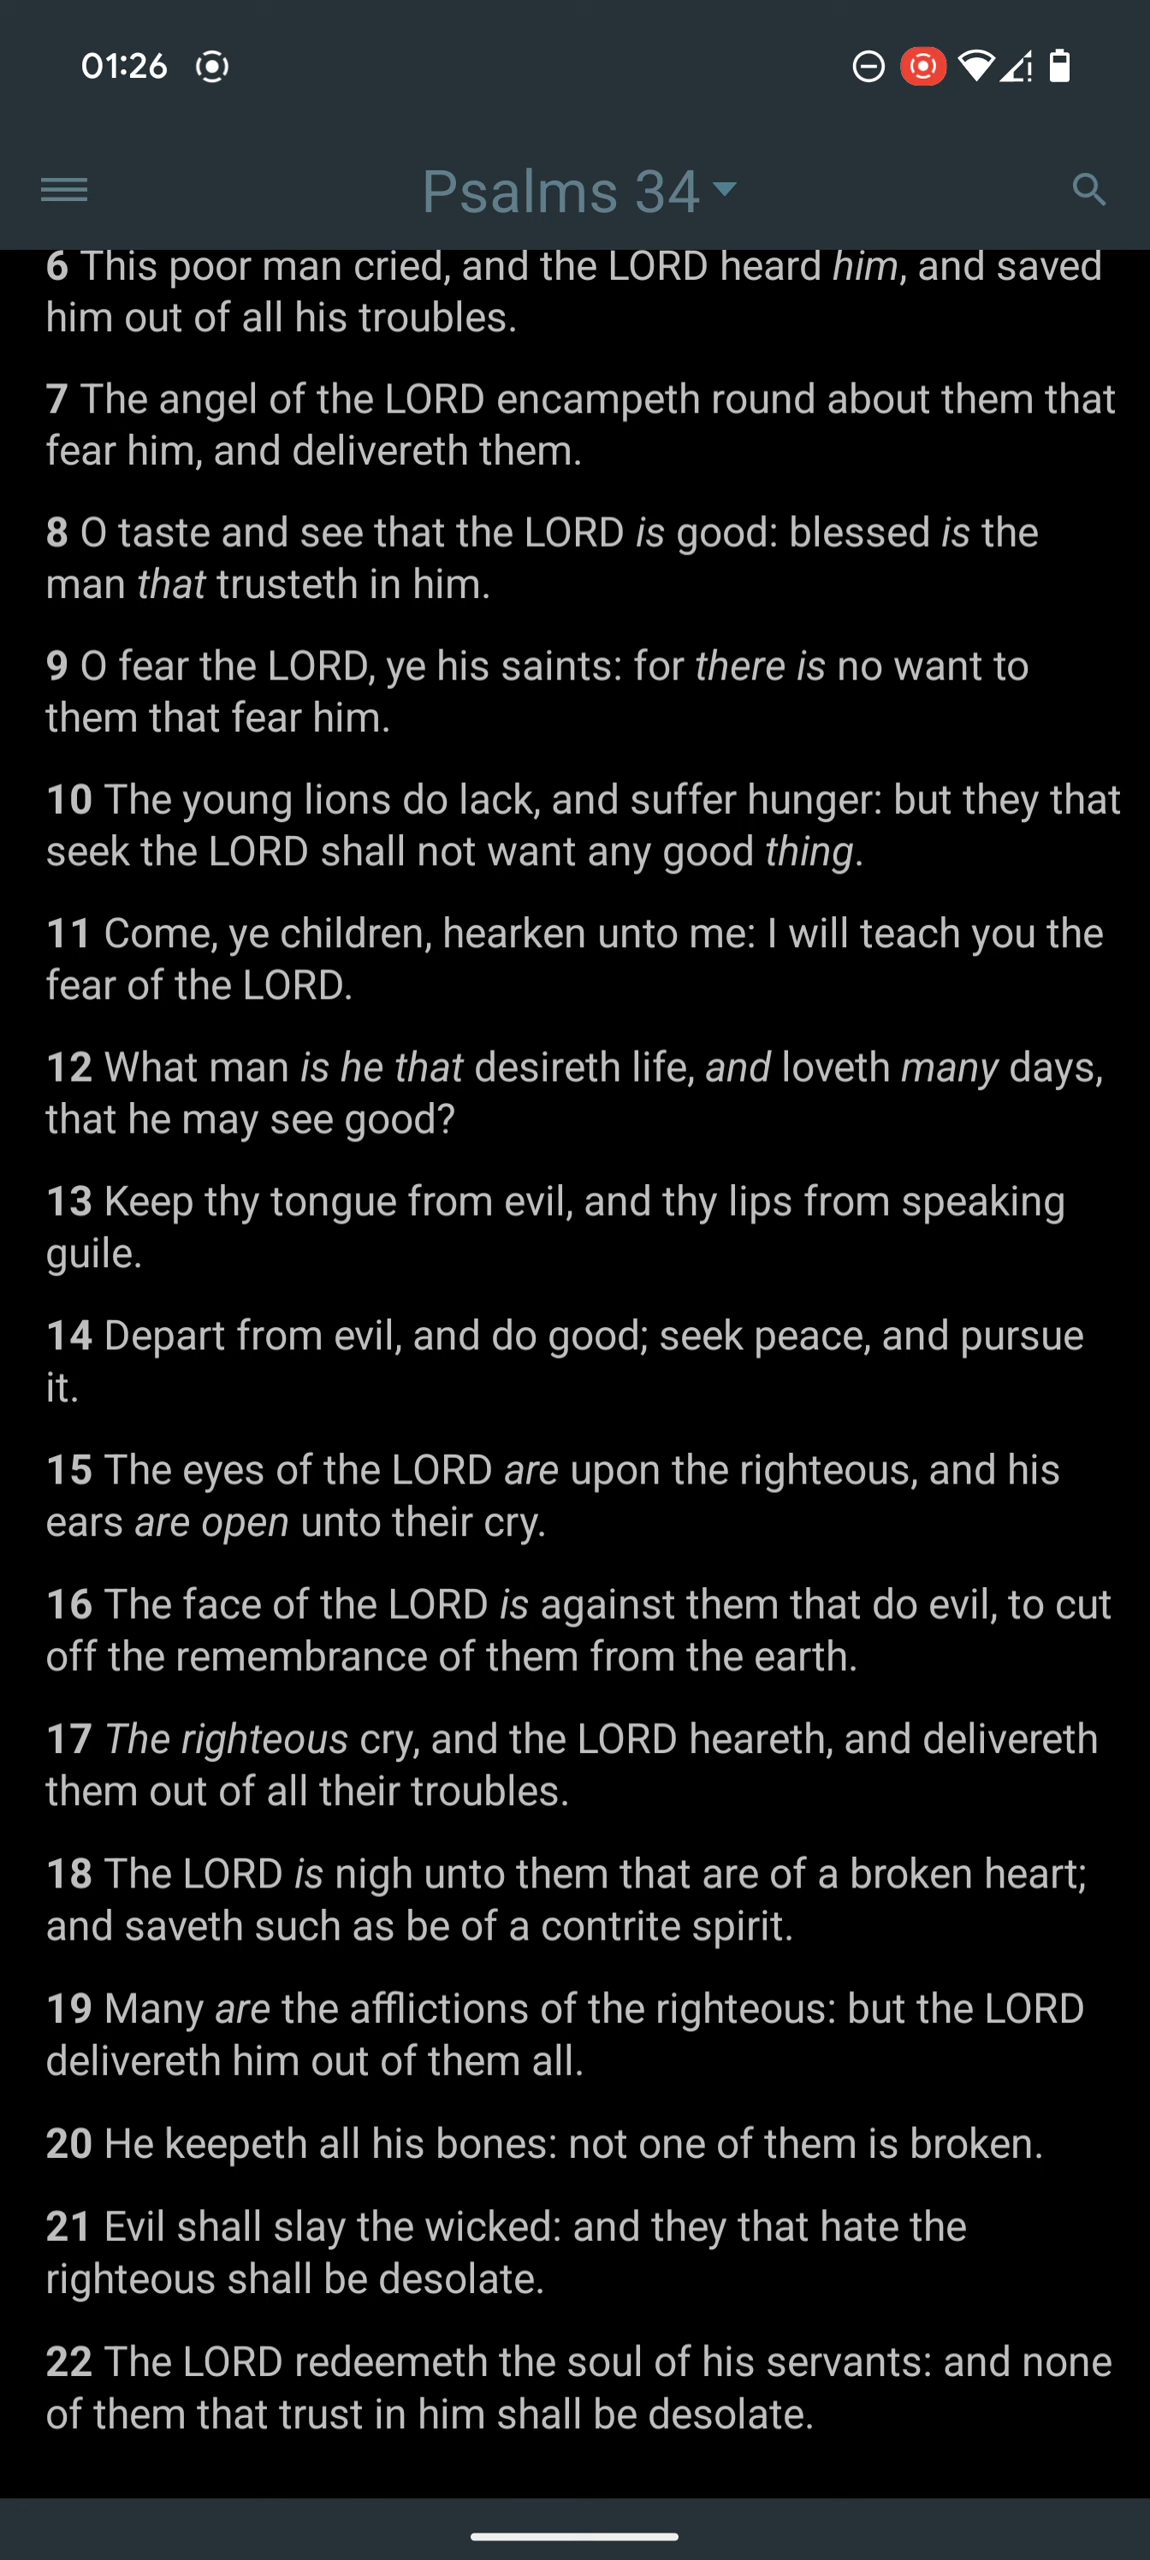 01:26
Psalms 34
6 This poor man cried, and the LORD heard him, and saved
him out of all his troubles.
7 The angel of the LORD encampeth round about them that
fear him, and delivereth them.
8 O taste and see that the LORD is good: blessed is the
man that trusteth in him.
9 O fear the LORD, ye his saints: for there is no want to
them that fear him.
10 The young lions do lack, and suffer hunger: but they that
seek the LORD shall not want any good thing.
11 Come, ye children, hearken unto me: I will teach you the
fear of the LORD.
12 What man is he that desireth life, and loveth many days,
that he may see good?
13 Keep thy tongue from evil, and thy lips from speaking
guile.
14 Depart from evil, and do good; seek peace, and pursue
it.
15 The eyes of the LORD are upon the righteous, and his
ears are open unto their cry.
16 The face of the LORD is against them that do evil, to cut
off the remembrance of them from the earth.
17 The righteous cry, and the LORD heareth, and delivereth
them out of all their troubles.
18 The LORD is nigh unto them that are of a broken heart;
and saveth such as be of a contrite spirit.
19 Many are the afflictions of the righteous: but the LORD
delivereth him out of them all.
20 He keepeth all his bones: not one of them is broken.
21 Evil shall slay the wicked: and they that hate the
righteous shall be desolate.
22 The LORD redeemeth the soul of his servants: and none
of them that trust in him shall be desolate.